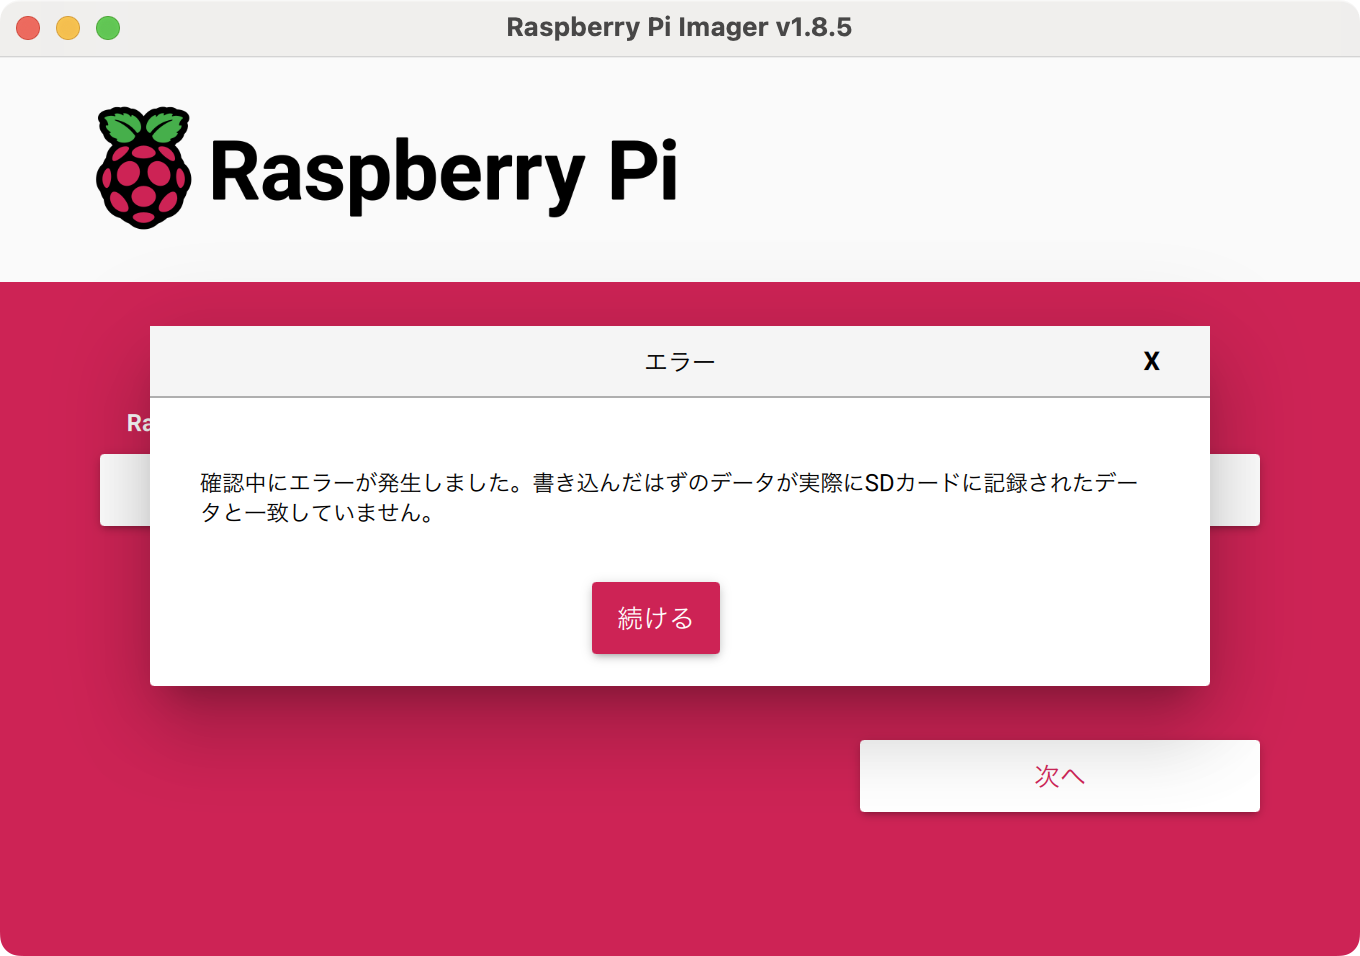 Raspberry Pi Imager v1.8.5
Raspberry Pi
エラー
X
Ra
確認中にエラーが発生しました。書き込んだはずのデータが実際にSDカードに記録されたデー
タと一致していません。
続ける
次へ